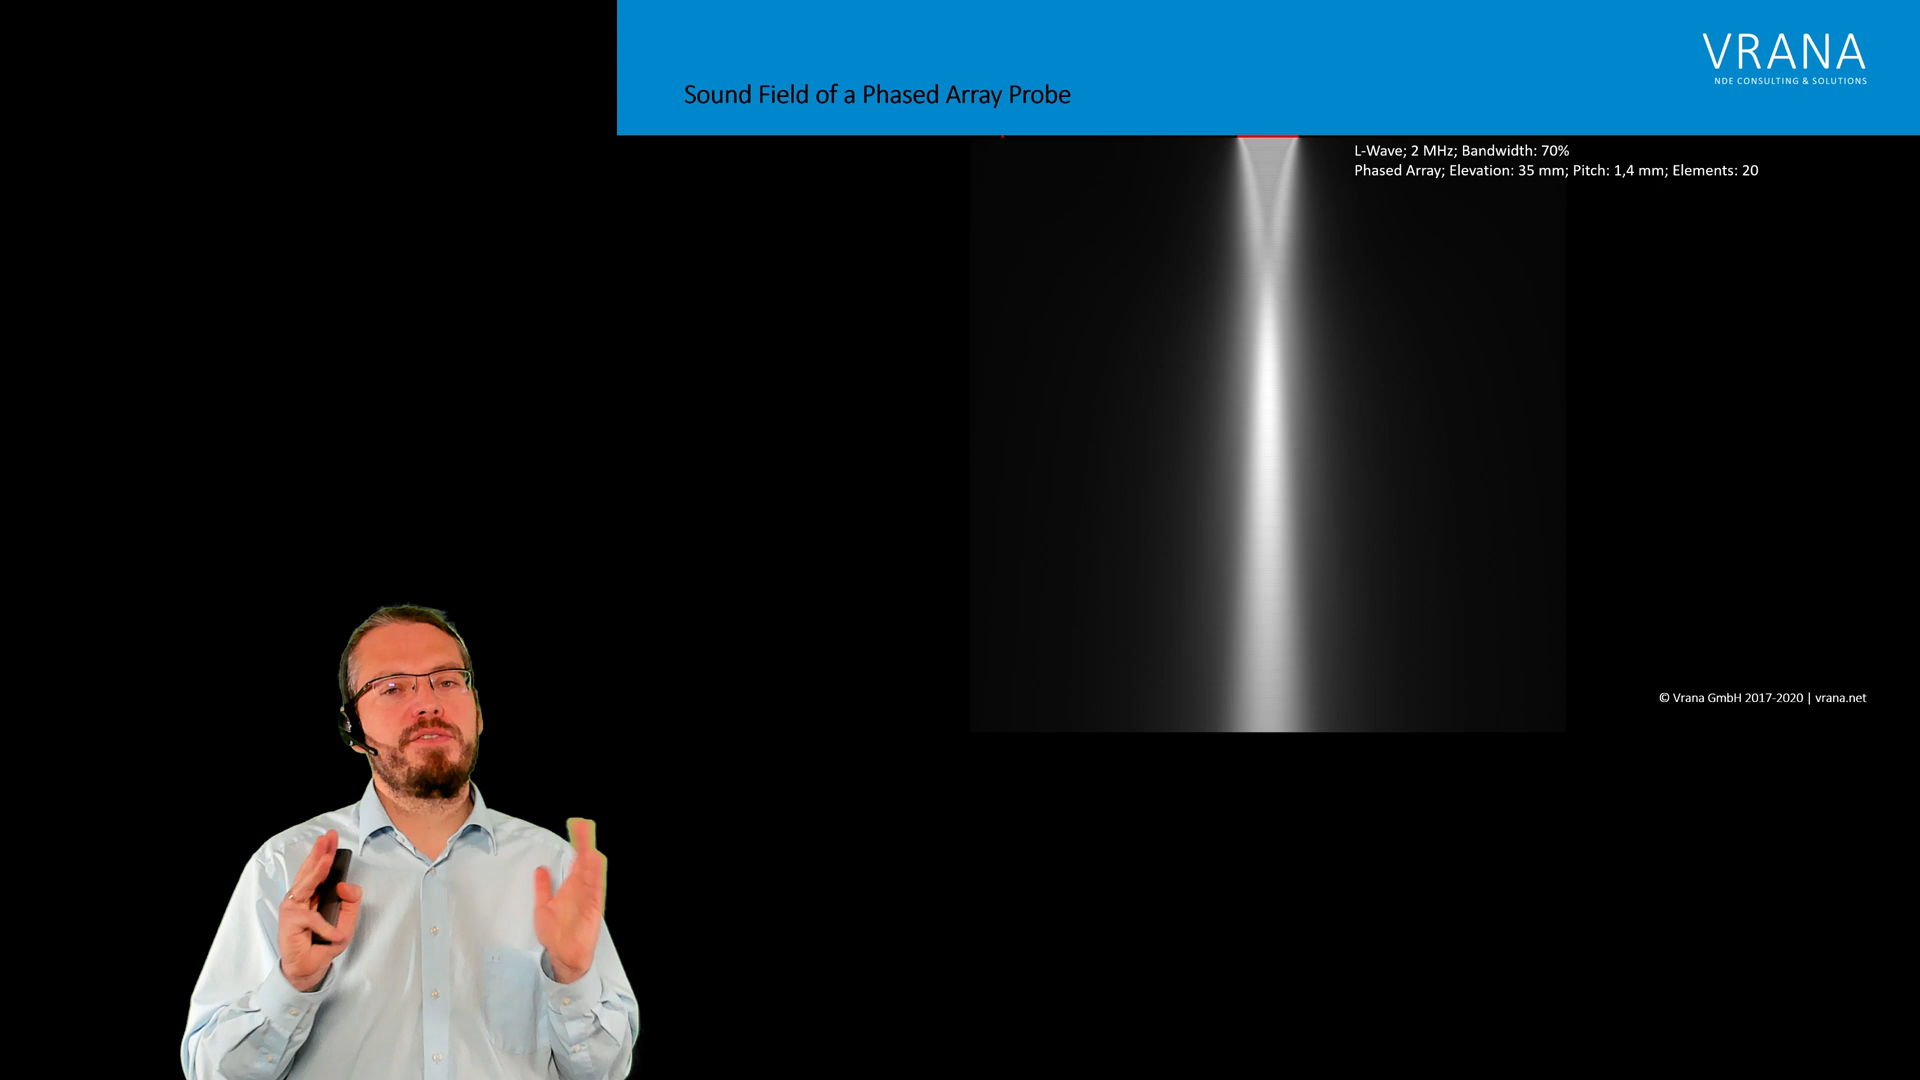 VRANA
NDE CONSULTING & SOLUTIONS
Sound Field of a Phased Array Probe
L-Wave; 2 MHz; Bandwidth: 70%
Phased Array; Elevation: 35 mm; Pitch: 1,4 mm; Elements: 20
© Vrana GmbH 2017-2020 | vrana.net